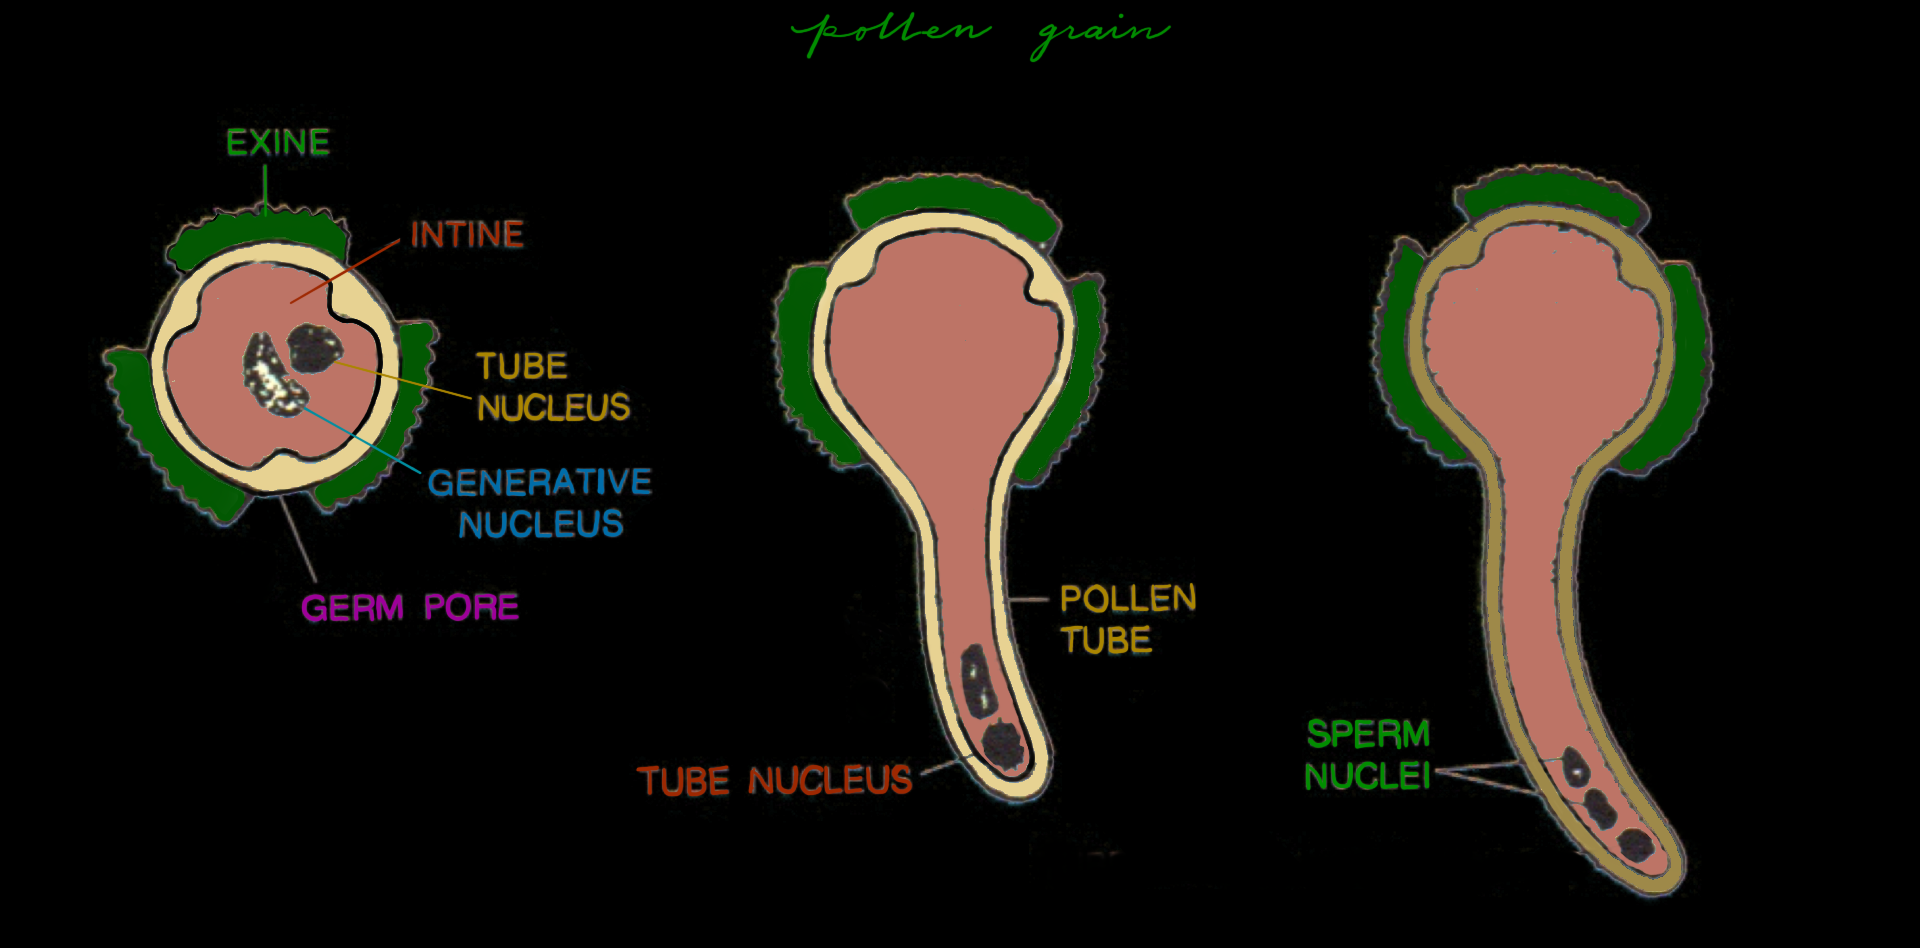 pollen grain
EXINE
INTINE
TUBE
NUCLEUS
GENERATIVE
NUCLEUS
GERM PORE
POLLEN
TUBE
TUBE NUCLEUS
SPERM
NUCLEI